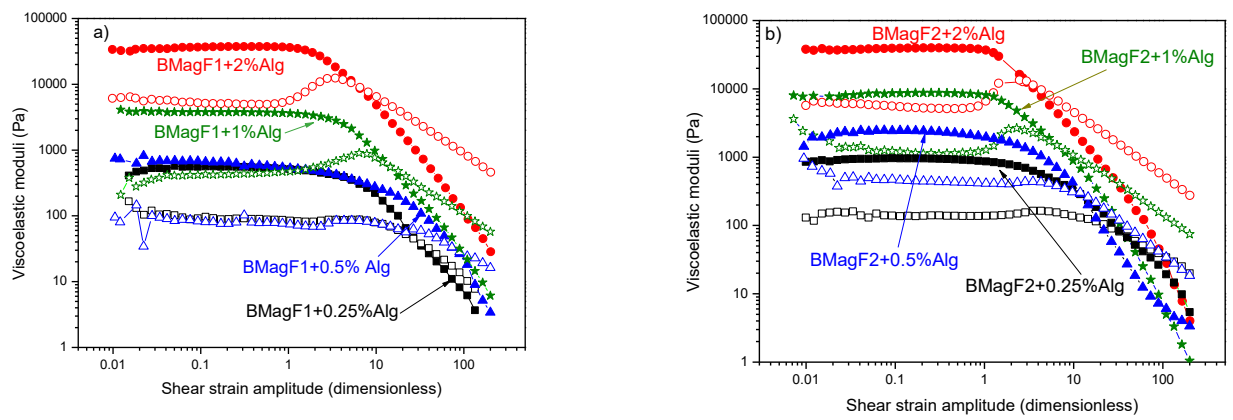 a)
BMagF1+2%Alg
BMagF1+1%Alg
BMagF1+0.5% Alg
BMagF1+0.25%Alg
Viscoelastic moduli (Pa)
100000
10000
1000
100
10
1
0.01
0.1
1
10
100
Shear strain amplitude (dimensionless)
b)
BMagF2+2%Alg
BMagF2+1%Alg
BMagF2+0.5%Alg
BMagF2+0.25%Alg
Viscoelastic moduli (Pa)
100000
10000
1000
100
10
1
0.01
0.1
1
10
100
Shear strain amplitude (dimensionless)